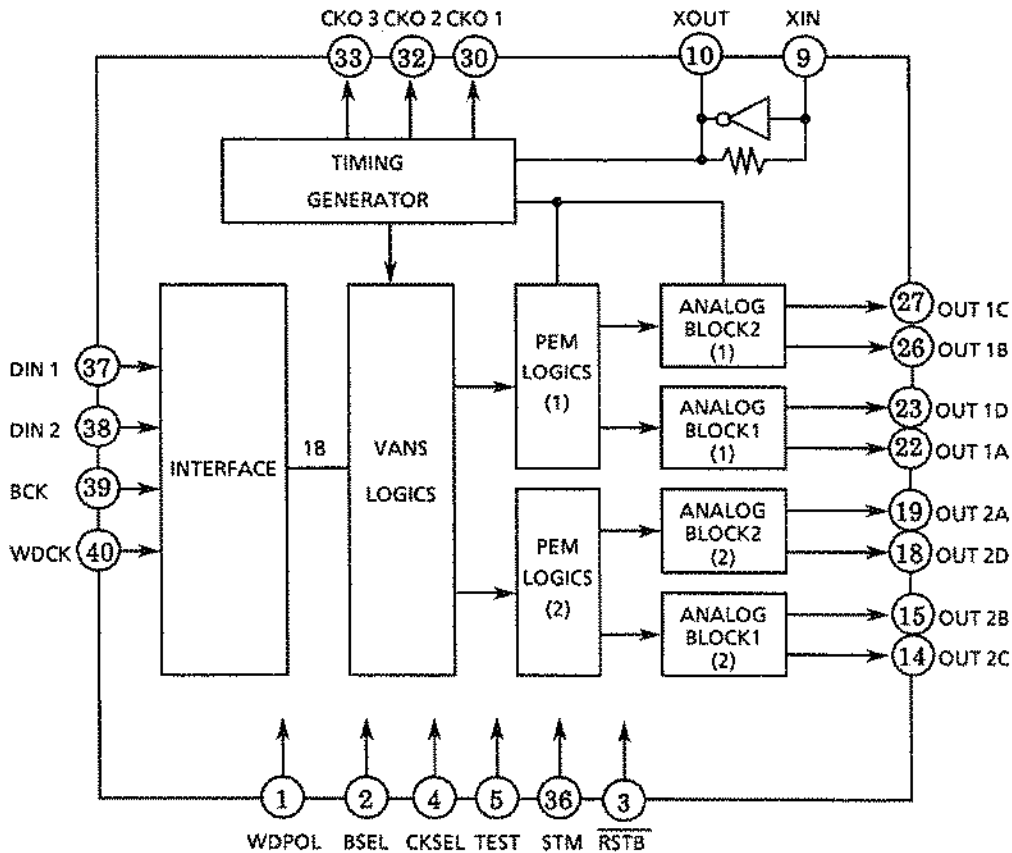 CKO 3 CKO 2 CKO 1
XOUT XIN
33 32 30
10 9
TIMING
GENERATOR
DIN 1 37
DIN 2 38
BCK 39
WDCK 40
INTERFACE
18
VANS
LOGICS
PEM
LOGICS
(1)
PEM
LOGICS
(2)
ANALOG
BLOCK2
(1)
ANALOG
BLOCK1
(1)
ANALOG
BLOCK2
(2)
ANALOG
BLOCK1
(2)
27 OUT 1C
26 OUT 1B
23 OUT 1D
22 OUT 1A
19 OUT 2A
18 OUT 2D
15 OUT 2B
14 OUT 2C
1 2 4 5 36 3
WDPOL BSEL CKSEL TEST STM RSTB